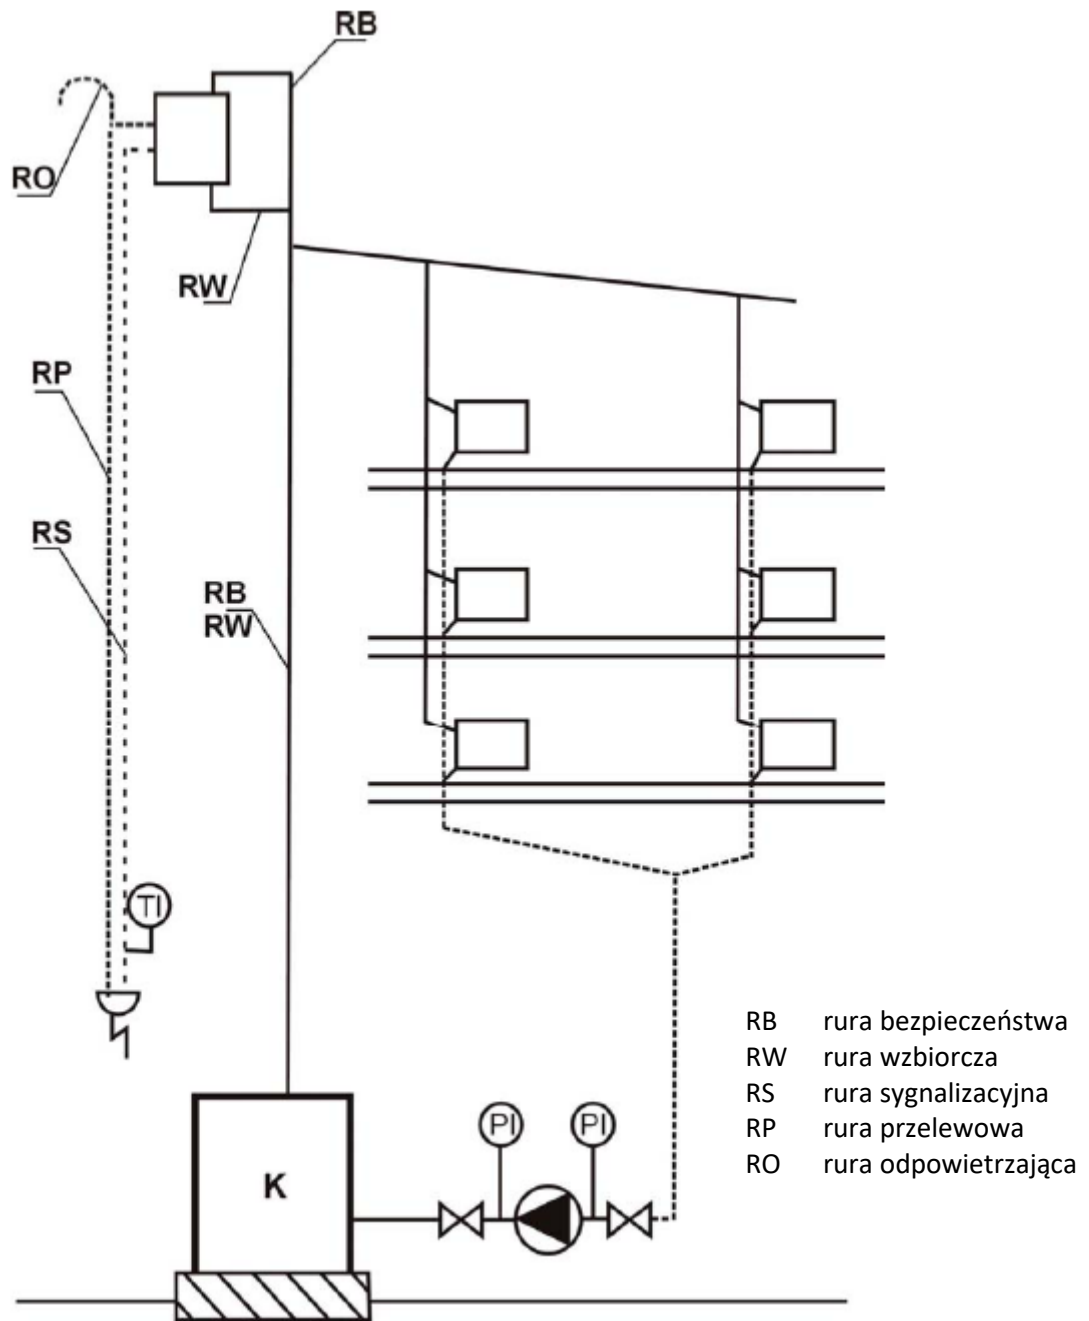 RB
RO
RW
RP
RS
RB
RW
TI
PI PI
K
RB rura bezpieczeństwa
RW rura wzbiorcza
RS rura sygnalizacyjna
RP rura przelewowa
RO rura odpowietrzająca